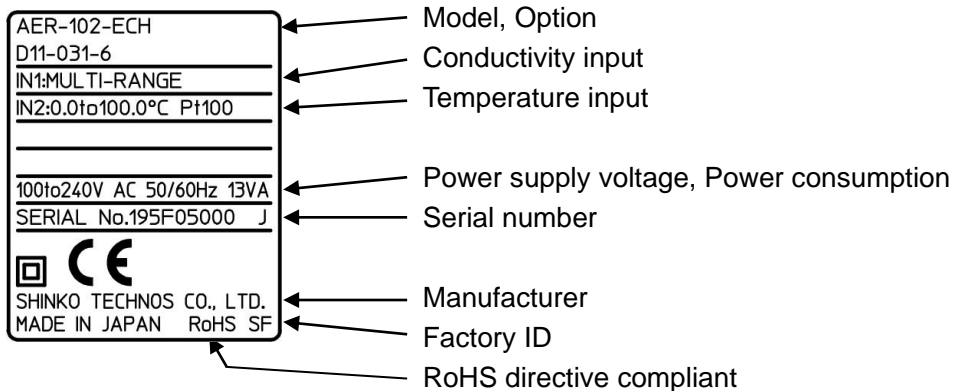 AER-102-ECH
D11-031-6
IN1:MULTI-RANGE
IN2:0.0to100.0°C Pt100
100to240V AC 50/60Hz 13VA
SERIAL No.195F05000 J
CE
SHINKO TECHNOS CO., LTD.
MADE IN JAPAN RoHS SF
Model, Option
Conductivity input
Temperature input
Power supply voltage, Power consumption
Serial number
Manufacturer
Factory ID
RoHS directive compliant